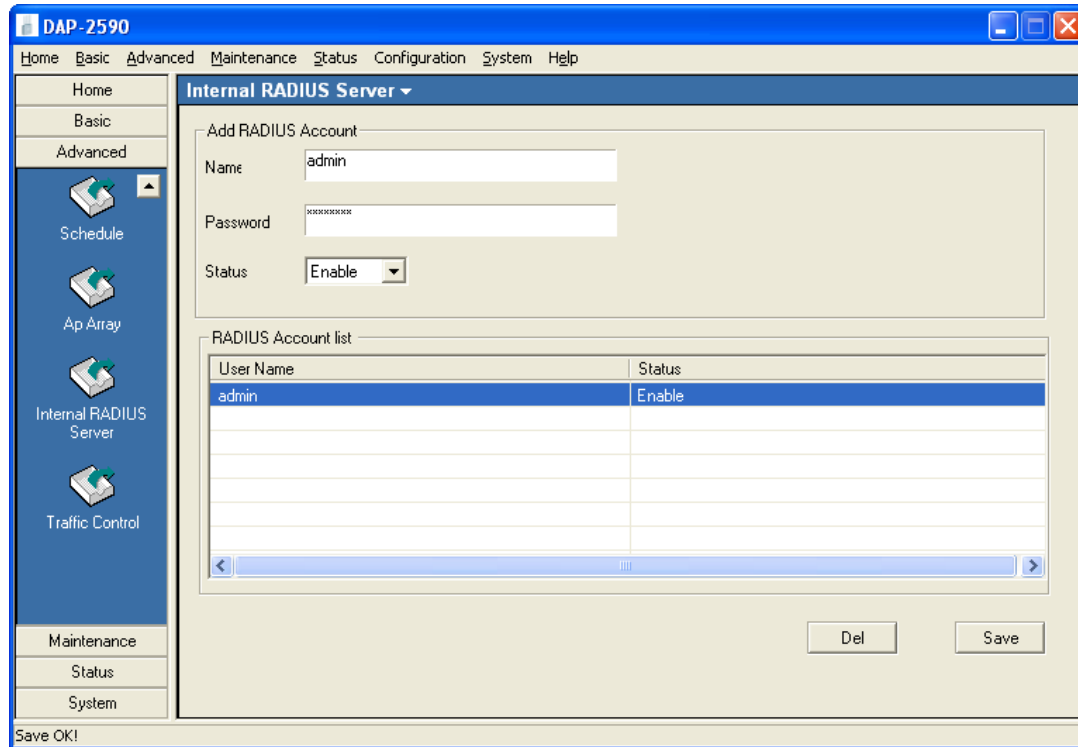 DAP-2590
Home Basic Advanced Maintenance Status Configuration System Help
Home
Basic
Advanced
Schedule
Ap Array
Internal RADIUS
Server
Traffic Control
Maintenance
Status
System
Internal RADIUS Server
Add RADIUS Account
Name admin
Password ********
Status Enable
RADIUS Account list
User Name Status
admin Enable
Del Save
Save OK!